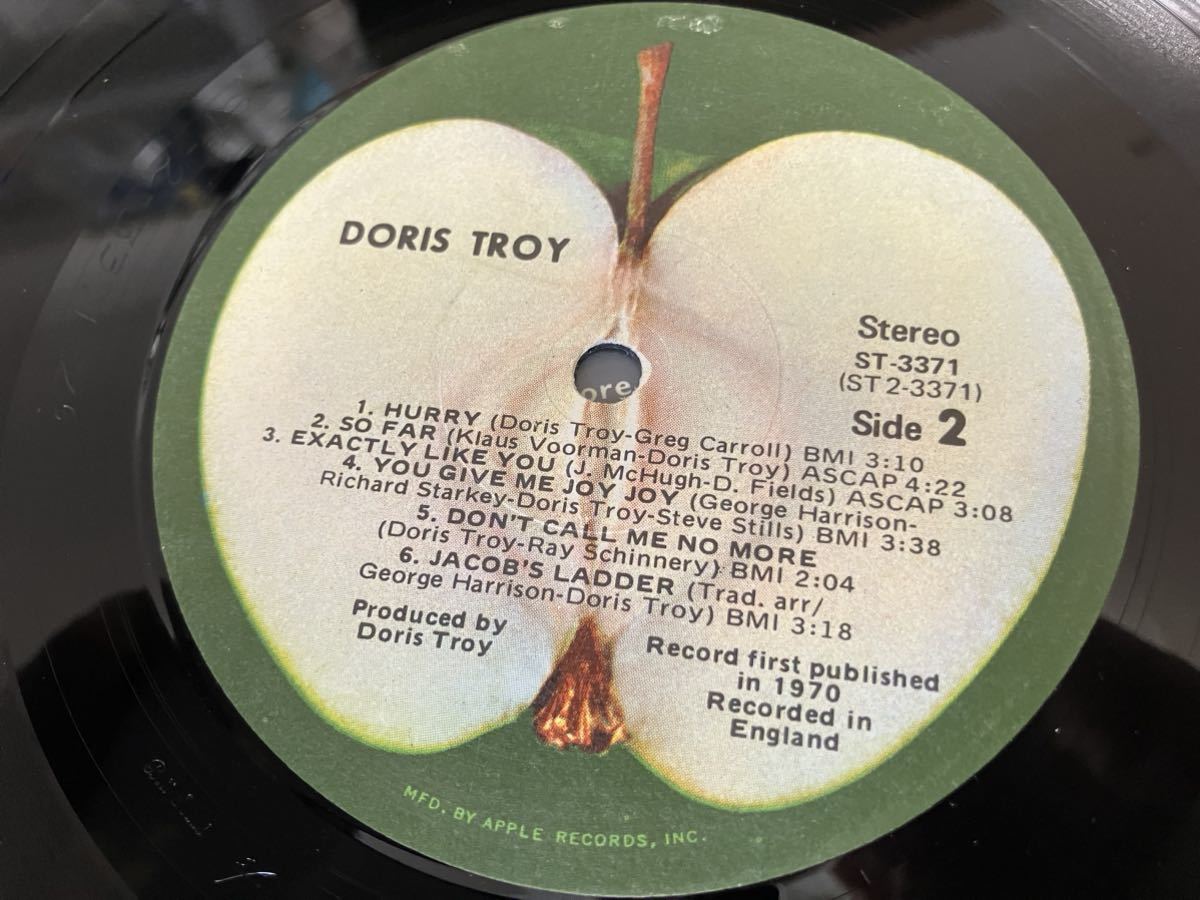 DORIS TROY
Stereo
ST-3371
(ST 2-3371)
Side 2
ore
1. HURRY (Doris Troy-Greg Carroll) BMI 3:10
2. SO FAR (Klaus Voorman-Doris Troy) ASCAP 4:22
3. EXACTLY LIKE YOU (J. McHugh-D. Fields) ASCAP 3:08
4. YOU GIVE ME JOY JOY (George Harrison-
Richard Starkey-Doris Troy-Steve Stills) BMI 3:38
5. DON'T CALL ME NO MORE
(Doris Troy-Ray Schinnery) BMI 2:04
6. JACOB'S LADDER (Trad. arr/
George Harrison-Doris Troy) BMI 3:18
Produced by
Doris Troy
Record first published
in 1970
Recorded in
England
MFD. BY APPLE RECORDS, INC.